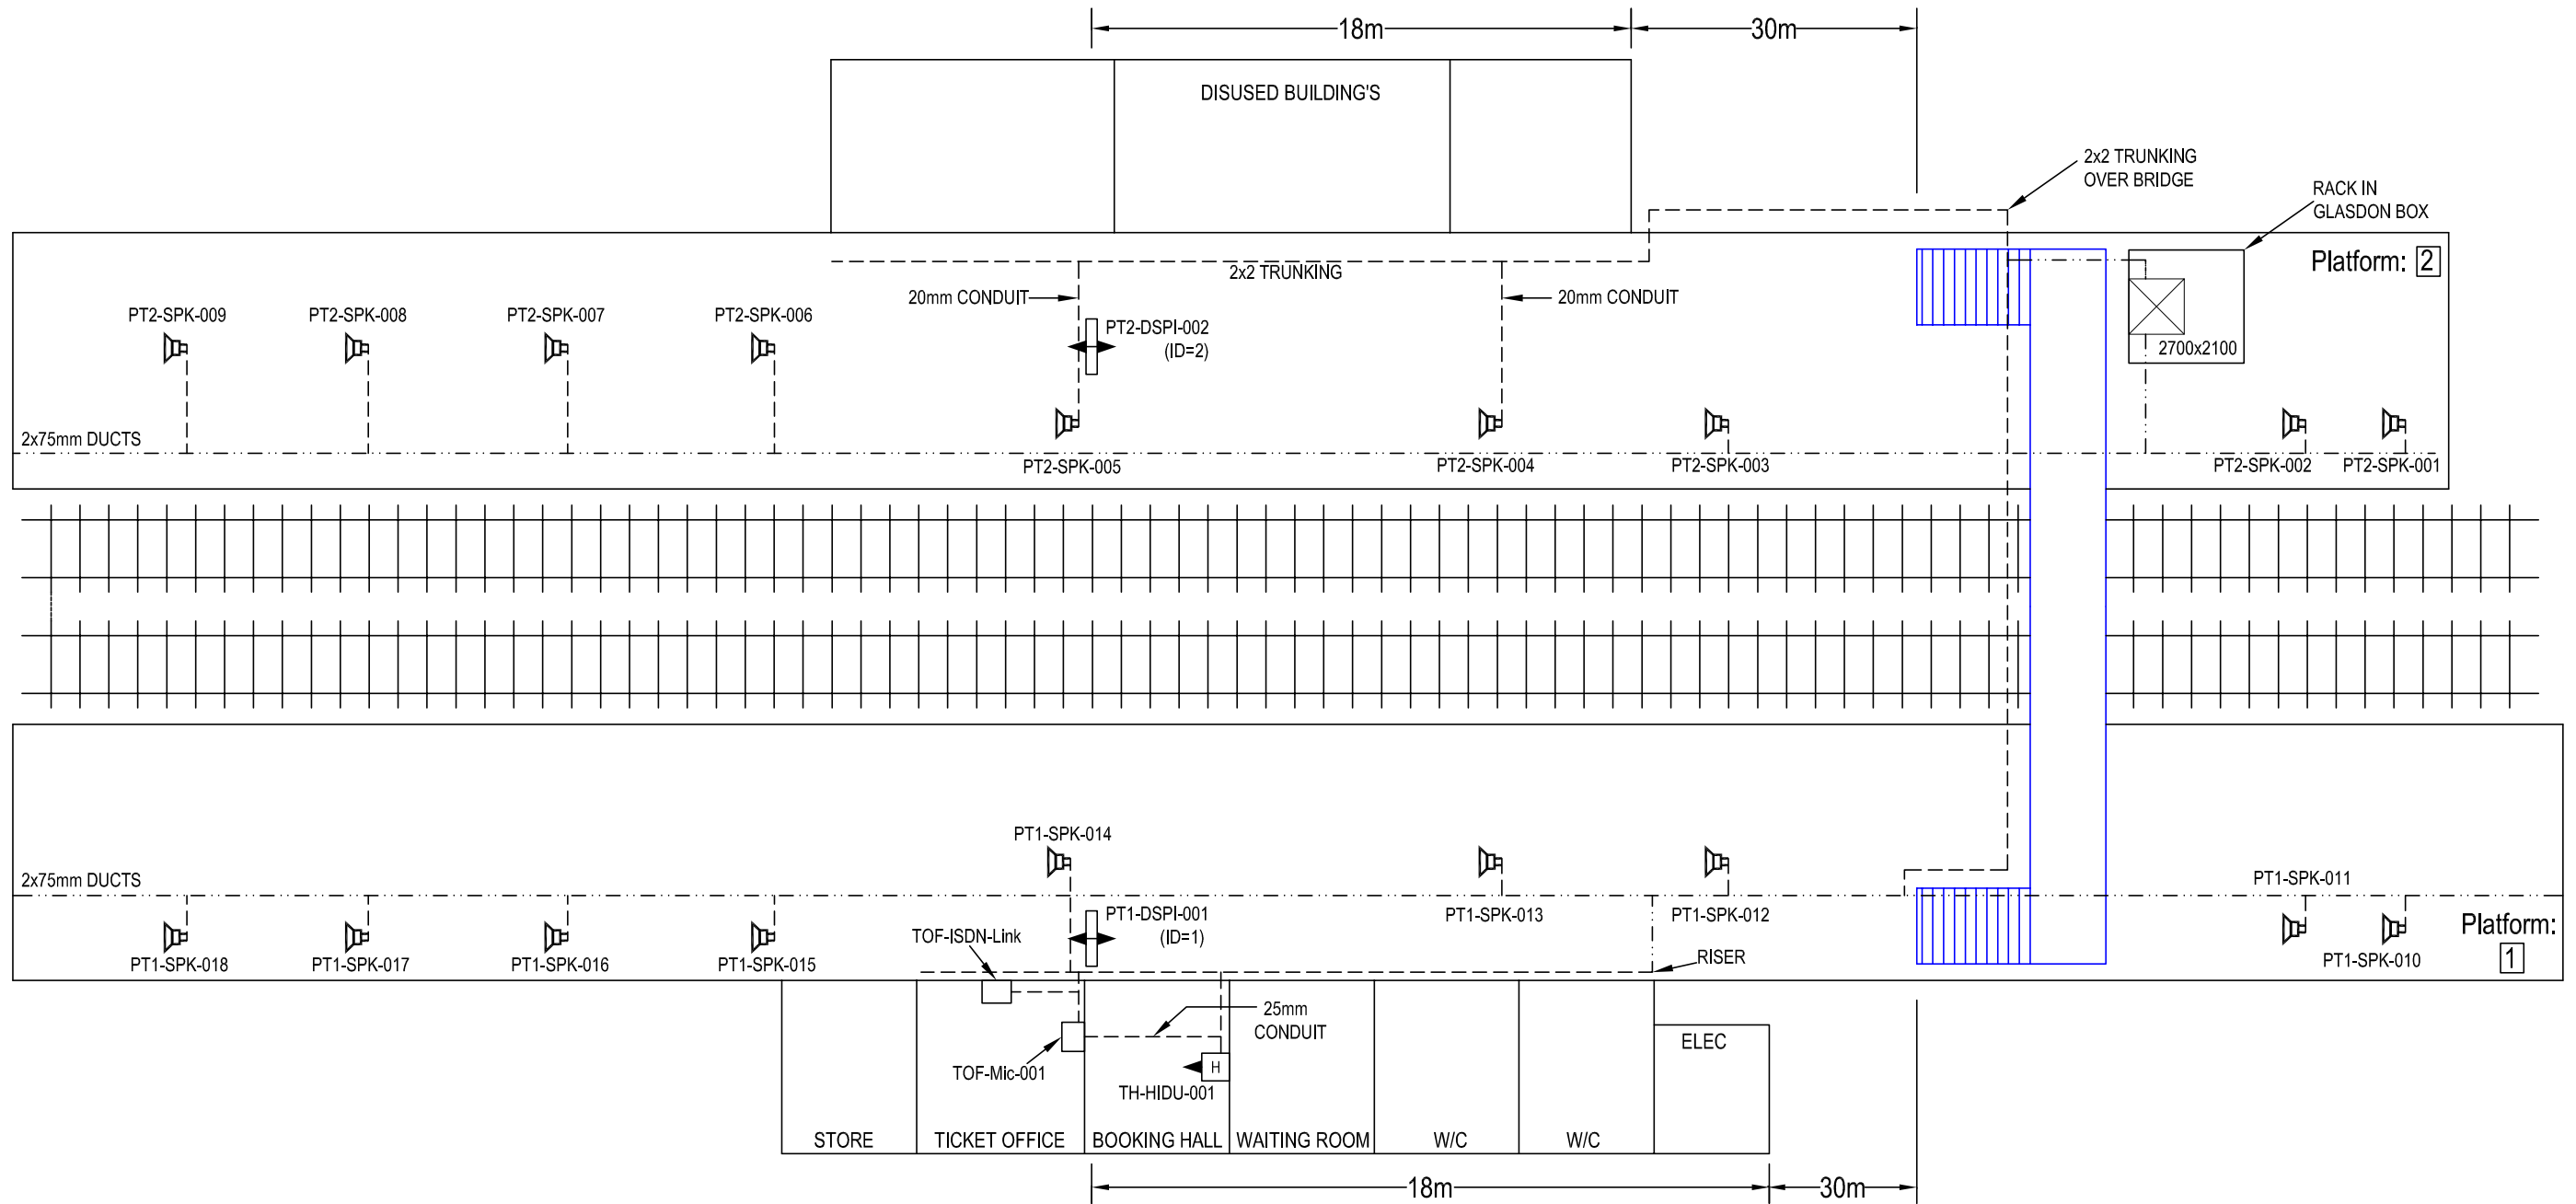 18m
30m
DISUSED BUILDING'S
2x2 TRUNKING
OVER BRIDGE
RACK IN
GLASDON BOX
Platform: 2
2x2 TRUNKING
20mm CONDUIT
20mm CONDUIT
PT2-SPK-009
PT2-SPK-008
PT2-SPK-007
PT2-SPK-006
PT2-DSPI-002
(ID=2)
2700x2100
2x75mm DUCTS
PT2-SPK-005
PT2-SPK-004
PT2-SPK-003
PT2-SPK-002
PT2-SPK-001
PT1-SPK-014
2x75mm DUCTS
PT1-SPK-011
PT1-DSPI-001
(ID=1)
PT1-SPK-013
PT1-SPK-012
Platform:
1
TOF-ISDN-Link
PT1-SPK-018
PT1-SPK-017
PT1-SPK-016
PT1-SPK-015
RISER
PT1-SPK-010
25mm
CONDUIT
ELEC
TOF-Mic-001
H
TH-HIDU-001
STORE
TICKET OFFICE
BOOKING HALL
WAITING ROOM
W/C
W/C
18m
30m